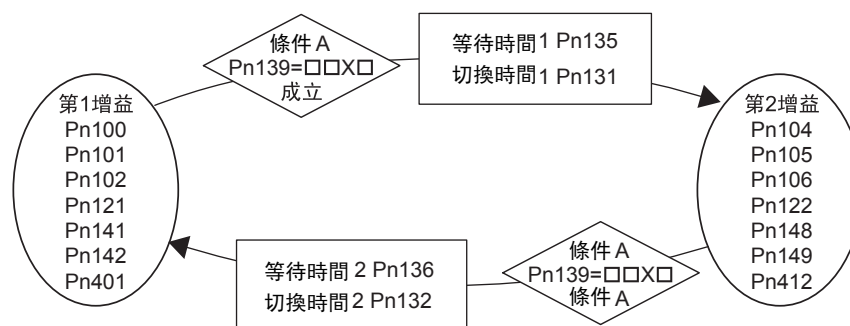 條件A
Pn139=□□X□
成立
等待時間1 Pn135
切換時間1 Pn131
第1增益
Pn100
Pn101
Pn102
Pn121
Pn141
Pn142
Pn401
第2增益
Pn104
Pn105
Pn106
Pn122
Pn148
Pn149
Pn412
等待時間2 Pn136
切換時間2 Pn132
條件A
Pn139=□□X□
條件A